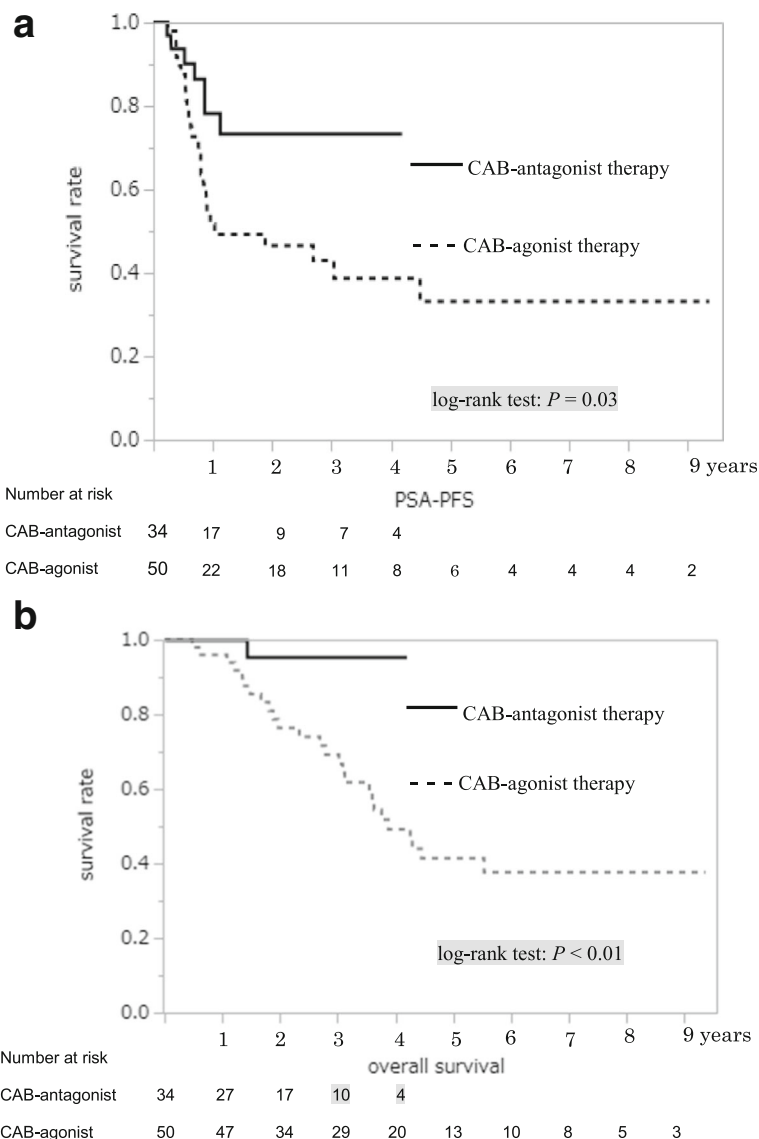 a
1.0
0.8
CAB-antagonist therapy
0.6
CAB-agonist therapy
0.4
0.2
log-rank test: P = 0.03
0.0
survival rate
1 2 3 4 5 6 7 8 9 years
Number at risk
PSA-PFS
CAB-antagonist 34 17 9 7 4
CAB-agonist 50 22 18 11 8 6 4 4 4 2
b
1.0
0.8
CAB-antagonist therapy
0.6
CAB-agonist therapy
0.4
0.2
log-rank test: P < 0.01
0.0
survival rate
1 2 3 4 5 6 7 8 9 years
Number at risk
overall survival
CAB-antagonist 34 27 17 10 4
CAB-agonist 50 47 34 29 20 13 10 8 5 3